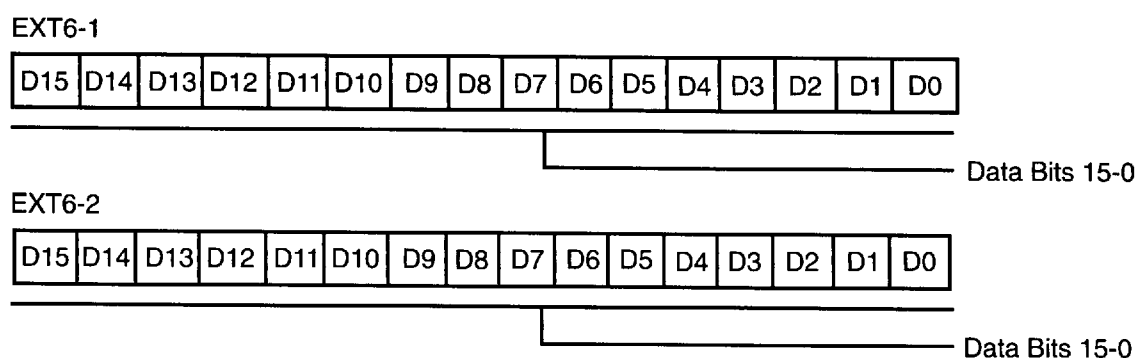 EXT6-1
D15 D14 D13 D12 D11 D10 D9 D8 D7 D6 D5 D4 D3 D2 D1 D0
Data Bits 15-0
EXT6-2
D15 D14 D13 D12 D11 D10 D9 D8 D7 D6 D5 D4 D3 D2 D1 D0
Data Bits 15-0